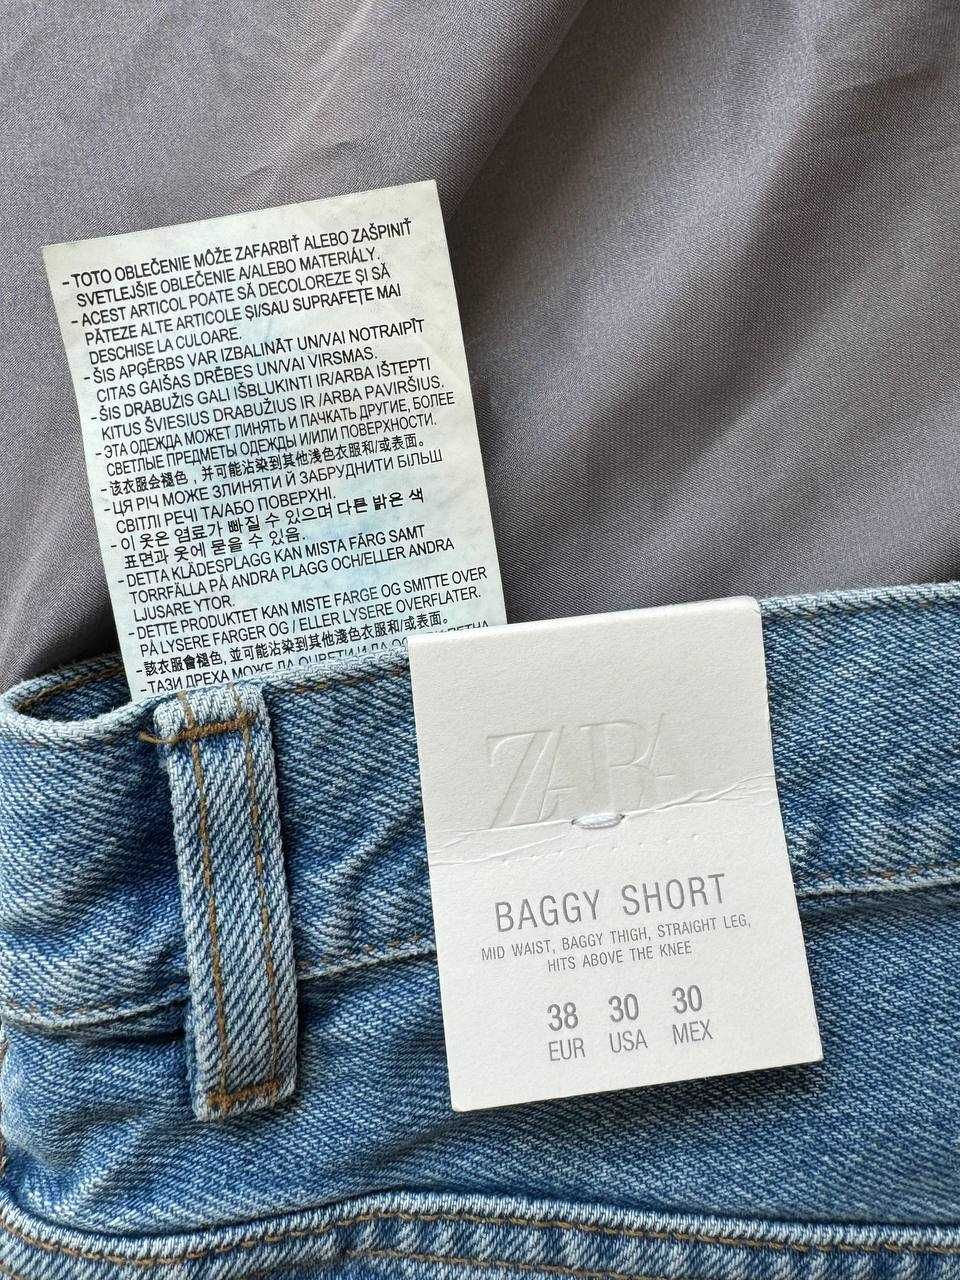 - TOTO OBLEČENIE MÔŽE ZAFARBIŤ ALEBO ZAŠPINIŤ
SVETLEJŠIE OBLEČENIE A/ALEBO MATERIÁLY.
- ACEST ARTICOL POATE SĂ DECOLOREZE ȘI SĂ
PĂTEZE ALTE ARTICOLE ȘI/SAU SUPRAFEȚE MAI
DESCHISE LA CULOARE.
- ŠIS APĢĒRBS VAR IZBALINĀT UN/VAI NOTRAIPĪT
CITAS GAIŠAS DRĒBES UN/VAI VIRSMAS.
- ŠIS DRABUŽIS GALI IŠBLUKINTI IR/ARBA IŠTEPTI
KITUS ŠVIESIUS DRABUŽIUS IR /ARBA PAVIRŠIUS.
- ЭТА ОДЕЖДА МОЖЕТ ЛИНЯТЬ И ПАЧКАТЬ ДРУГИЕ, БОЛЕЕ
СВЕТЛЫЕ ПРЕДМЕТЫ ОДЕЖДЫ И/ИЛИ ПОВЕРХНОСТИ.
- 该衣服会褪色，并可能沾染到其他浅色衣服和/或表面。
- ЦЯ РІЧ МОЖЕ ЗЛИНЯТИ Й ЗАБРУДНИТИ БІЛЬШ
СВІТЛІ РЕЧІ ТА/АБО ПОВЕРХНІ.
- 이 옷은 염료가 빠질 수 있으며 다른 밝은 색
표면과 옷에 묻을 수 있음.
- DETTA KLÄDESPLAGG KAN MISTA FÄRG SAMT
TORRFÄLLA PÅ ANDRA PLAGG OCH/ELLER ANDRA
LJUSARE YTOR.
- DETTE PRODUKTET KAN MISTE FARGE OG SMITTE OVER
PÅ LYSERE FARGER OG / ELLER LYSERE OVERFLATER.
- 該衣服會褪色, 並可能沾染到其他淺色衣服和/或表面。
- ТАЗИ ДРЕХА МОЖЕ ДА
ZARA
BAGGY SHORT
MID WAIST, BAGGY THIGH, STRAIGHT LEG,
HITS ABOVE THE KNEE
38 30 30
EUR USA MEX